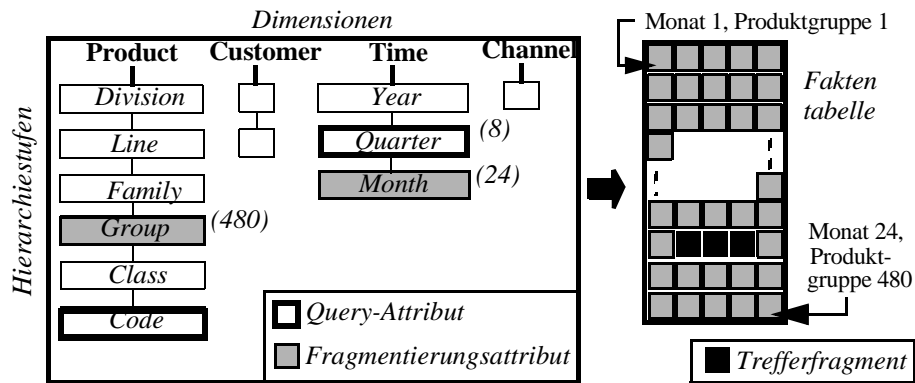 Dimensionen
Hierarchiestufen
Product
Customer
Time
Channel
Division
Line
Family
Group
(480)
Class
Code
Year
Quarter
(8)
Month
(24)
Query-Attribut
Fragmentierungsattribut
Monat 1, Produktgruppe 1
Fakten
tabelle
Monat 24,
Produkt-
gruppe 480
Trefferfragment